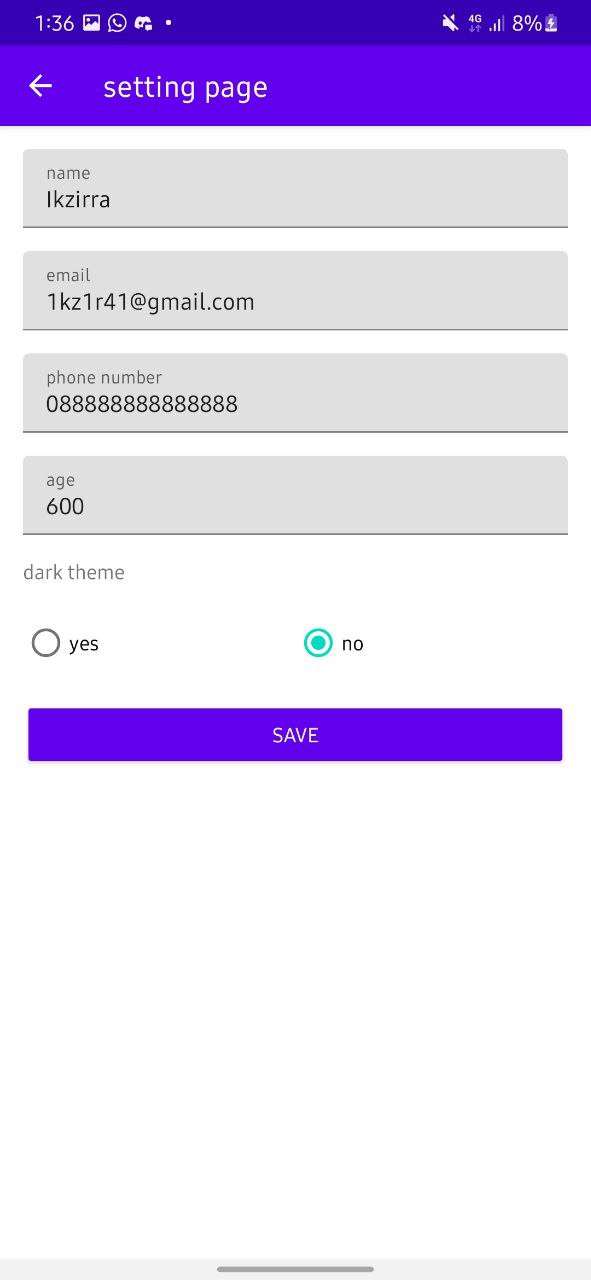 1:36 4G 8%
setting page
name
Ikzirra
email
1kz1r41@gmail.com
phone number
088888888888888
age
600
dark theme
yes no
SAVE